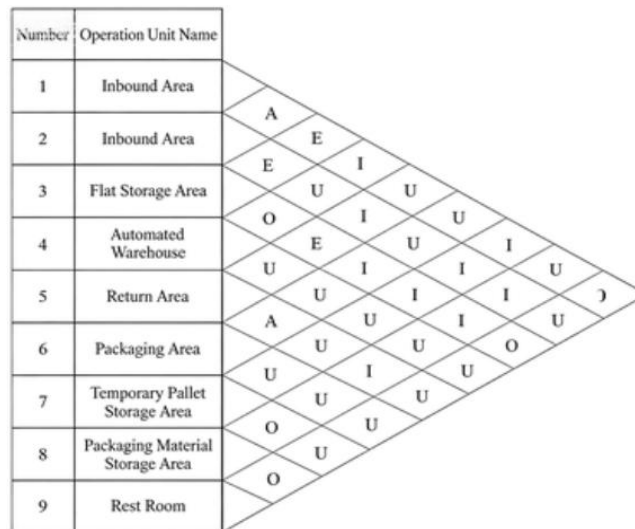 Number Operation Unit Name
1 Inbound Area
A
2 Inbound Area E
E I
3 Flat Storage Area U U
O I U
4 Automated
Warehouse E U I
U I I U
5 Return Area U I I
A U I U
6 Packaging Area U U O
U I U
7 Temporary Pallet
Storage Area U U
O U
8 Packaging Material
Storage Area U
O
9 Rest Room